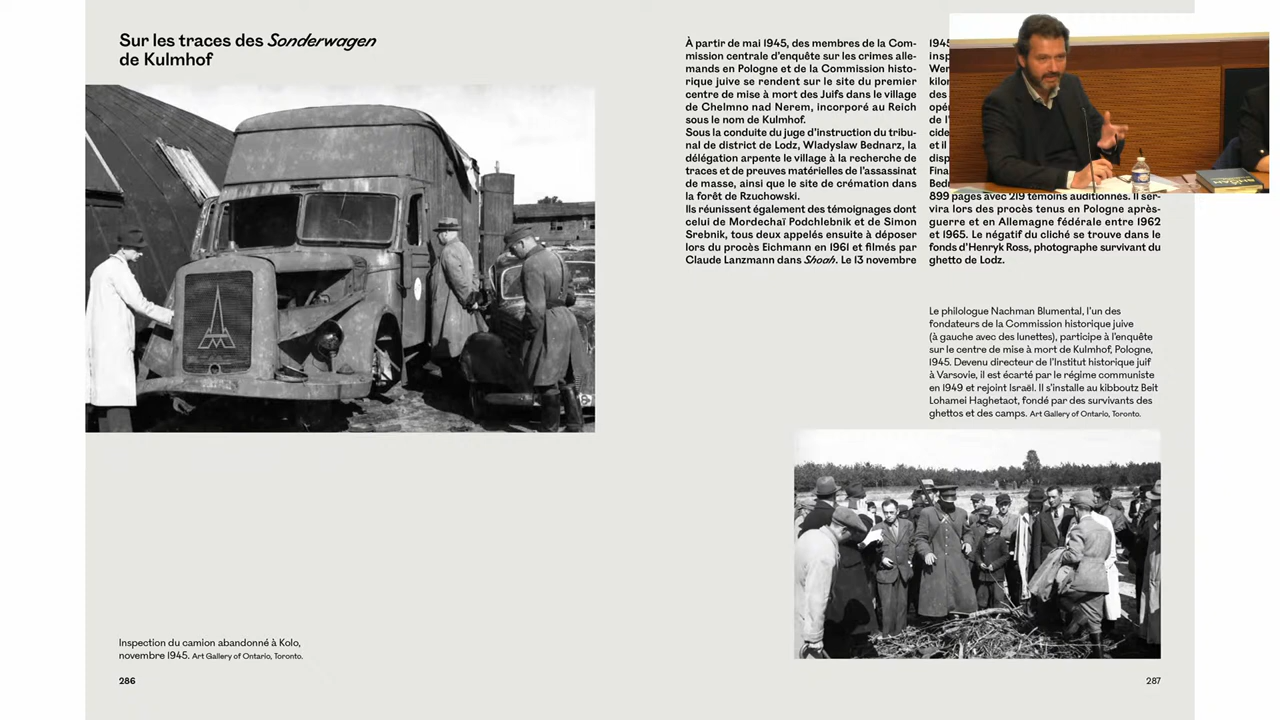 Sur les traces des Sonderwagen
de Kulmhof
À partir de mai 1945, des membres de la Com-
mission centrale d'enquête sur les crimes alle-
mands en Pologne et de la Commission histo-
rique juive se rendent sur le site du premier
centre de mise à mort des Juifs dans le village
de Chelmno nad Nerem, incorporé au Reich
sous le nom de Kulmhof.
Sous la conduite du juge d'instruction du tribu-
nal de district de Lodz, Wladyslaw Bednarz, la
délégation arpente le village à la recherche de
traces et de preuves matérielles de l'assassinat
de masse, ainsi que le site de crémation dans
la forêt de Rzuchowski.
Ils réunissent également des témoignages dont
celui de Mordechaï Podchlebnik et de Simon
Srebnik, tous deux appelés ensuite à déposer
lors du procès Eichmann en 1961 et filmés par
Claude Lanzmann dans Shoah. Le 13 novembre
1945
insp
Wer
kilon
des
opér
de l'
cide
et il
disp
Fina
Bedn
899 pages avec 219 témoins auditionnés. Il ser-
vira lors des procès tenus en Pologne après-
guerre et en Allemagne fédérale entre 1962
et 1965. Le négatif du cliché se trouve dans le
fonds d'Henryk Ross, photographe survivant du
ghetto de Lodz.
Le philologue Nachman Blumental, l'un des
fondateurs de la Commission historique juive
(à gauche avec des lunettes), participe à l'enquête
sur le centre de mise à mort de Kulmhof, Pologne,
1945. Devenu directeur de l'Institut historique juif
à Varsovie, il est écarté par le régime communiste
en 1949 et rejoint Israël. Il s'installe au kibboutz Beit
Lohamei Haghetaot, fondé par des survivants des
ghettos et des camps. Art Gallery of Ontario, Toronto.
Inspection du camion abandonné à Kolo,
novembre 1945. Art Gallery of Ontario, Toronto.
286
287